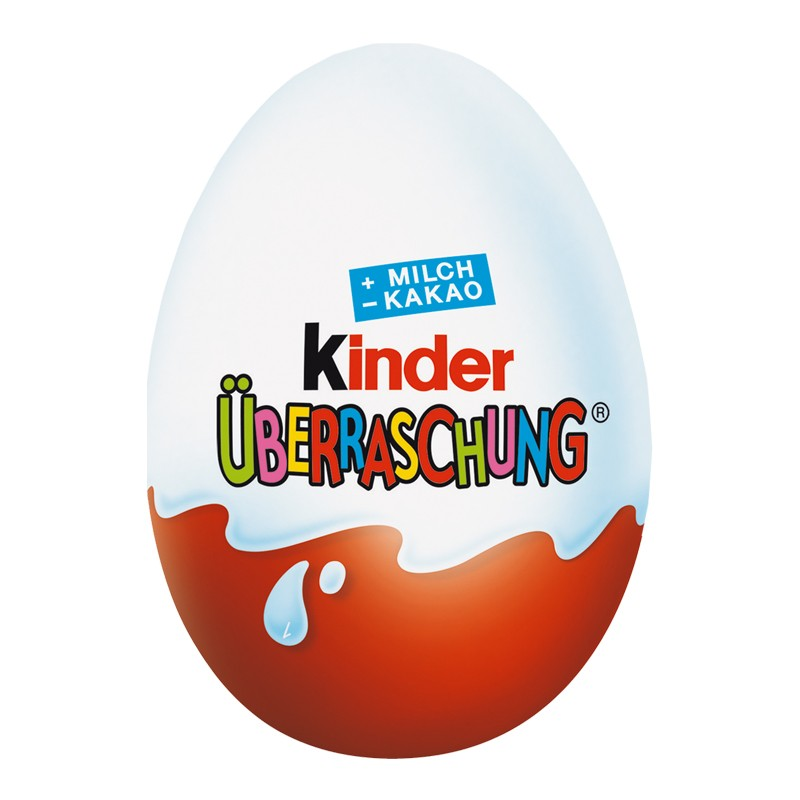 + MILCH
– KAKAO
Kinder
ÜBERRASCHUNG®